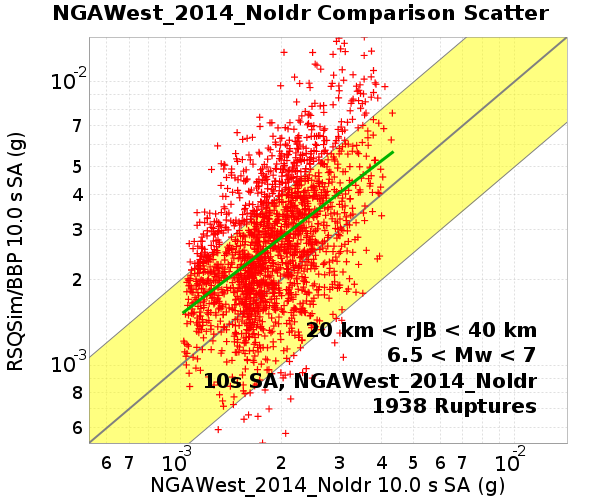 NGAWest_2014_NoIdr Comparison Scatter
RSQSim/BBP 10.0 s SA (g)
10-2
7
5
4
3
2
10-3
8
6
20 km < rJB < 40 km
6.5 < Mw < 7
10s SA, NGAWest_2014_NoIdr
1938 Ruptures
6 7 10-3 2 3 4 5 6 7 10-2
NGAWest_2014_NoIdr 10.0 s SA (g)